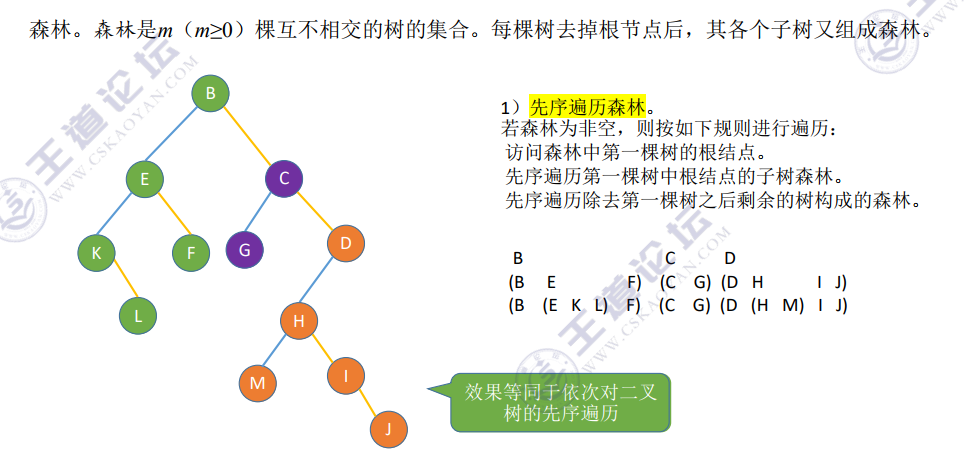 森林。森林是m（m≥0）棵互不相交的树的集合。每棵树去掉根节点后，其各个子树又组成森林。
B
E
C
K
F
G
D
L
H
M
I
J
1）先序遍历森林。
若森林为非空，则按如下规则进行遍历：
访问森林中第一棵树的根结点。
先序遍历第一棵树中根结点的子树森林。
先序遍历除去第一棵树之后剩余的树构成的森林。
B C D
(B E F) (C G) (D H I J)
(B (E K L) F) (C G) (D (H M) I J)
效果等同于依次对二叉
树的先序遍历
王道论坛
WWW.CSKAOYAN.COM
王道论坛
WWW.CSKAOYAN.COM